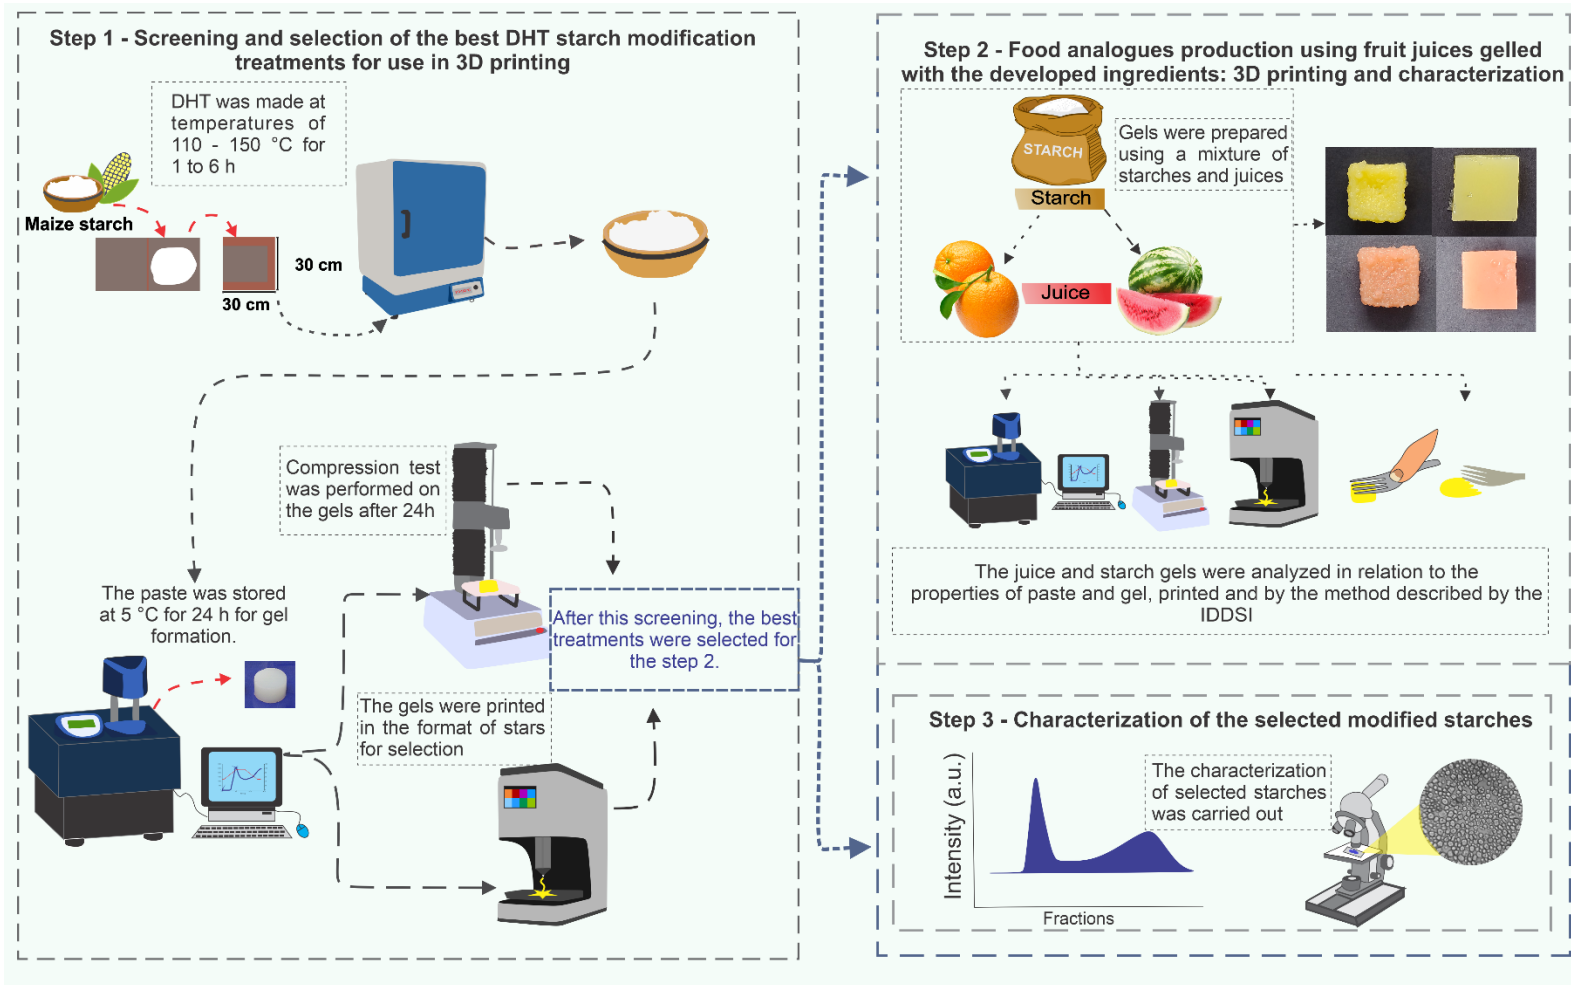 Step 1 - Screening and selection of the best DHT starch modification
treatments for use in 3D printing
DHT was made at
temperatures of
110 - 150 °C for
1 to 6 h
Maize starch
30 cm
30 cm
Compression test
was performed on
the gels after 24h
The paste was stored
at 5 °C for 24 h for gel
formation.
After this screening, the best
treatments were selected for
the step 2.
The gels were printed
in the format of stars
for selection
Step 2 - Food analogues production using fruit juices gelled
with the developed ingredients: 3D printing and characterization
STARCH
Starch
Gels were prepared
using a mixture of
starches and juices
Juice
The juice and starch gels were analyzed in relation to the
properties of paste and gel, printed and by the method described by the
IDDSI
Step 3 - Characterization of the selected modified starches
Intensity (a.u.)
Fractions
The characterization
of selected starches
was carried out